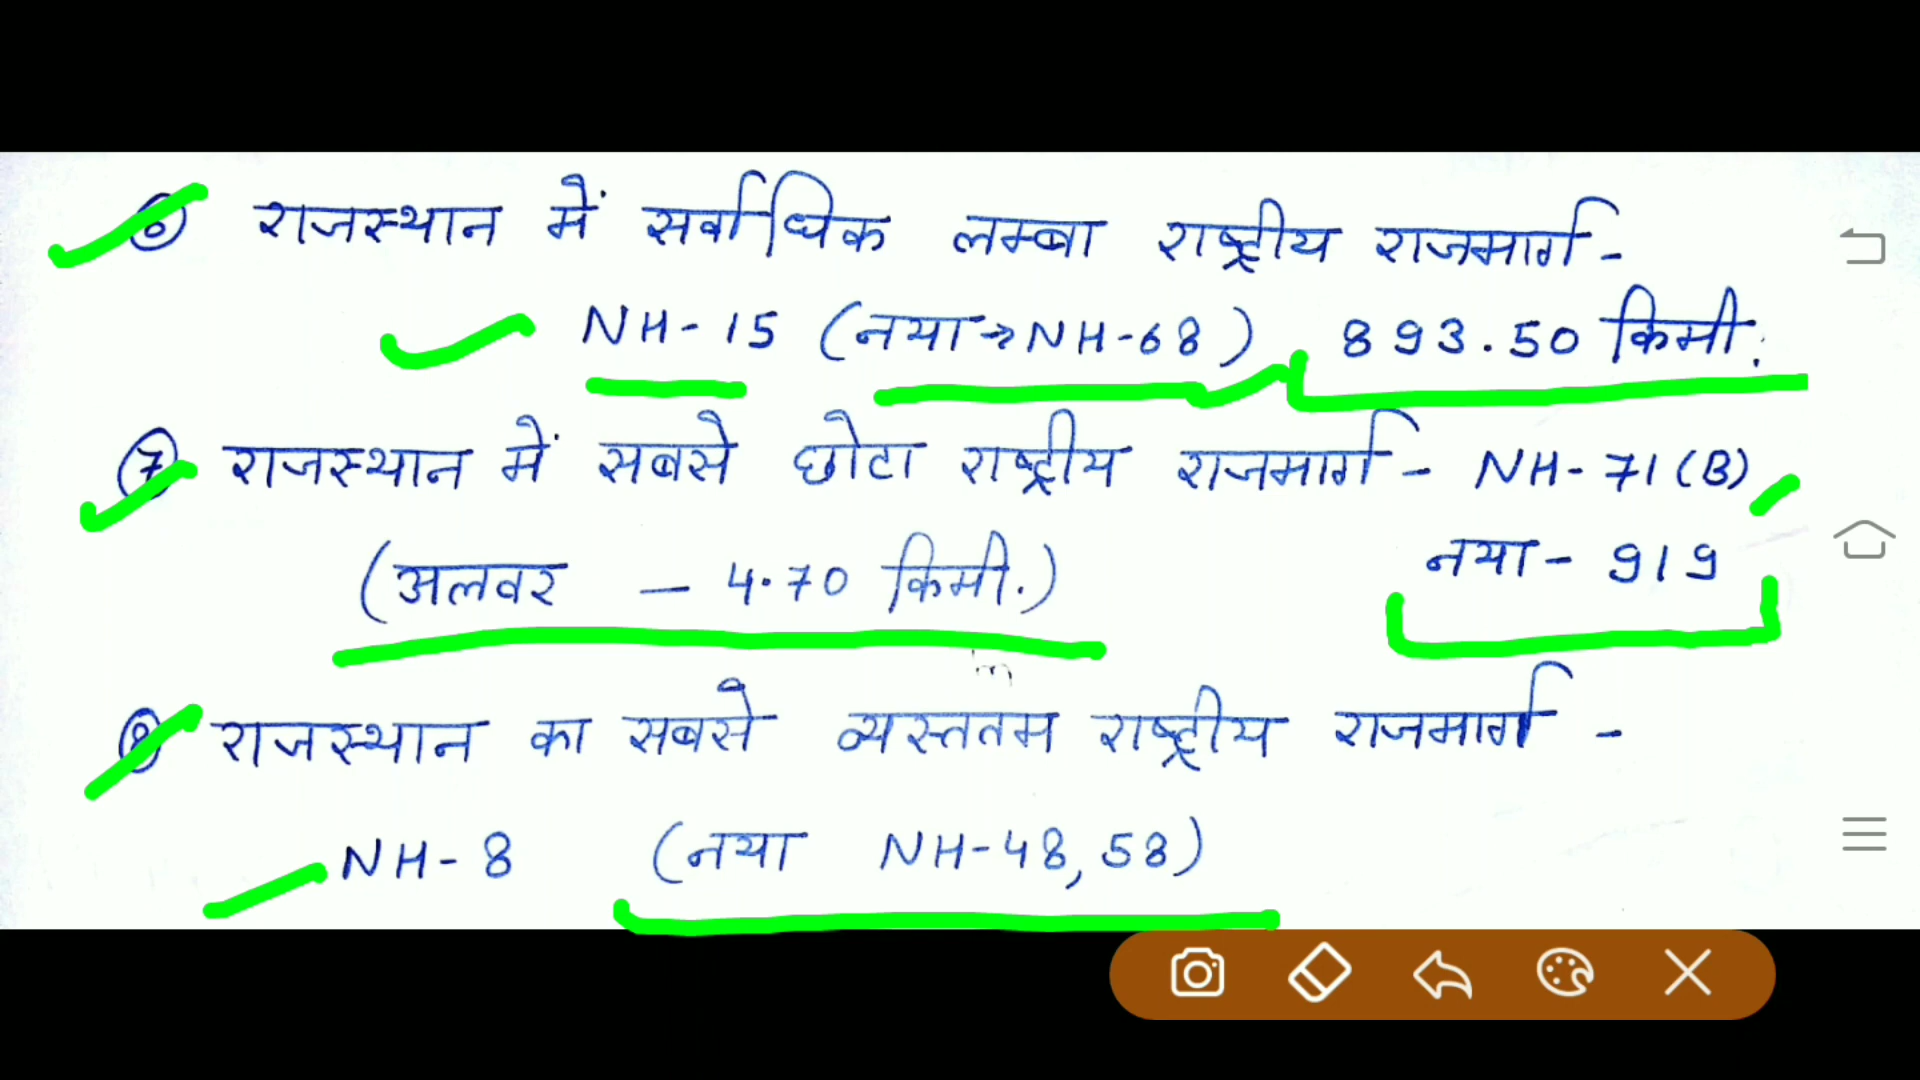 ⑥ राजस्थान में सर्वाधिक लम्बा राष्ट्रीय राजमार्ग -
NH-15 (नया→NH-68) 893.50 किमी.
⑦ राजस्थान में सबसे छोटा राष्ट्रीय राजमार्ग - NH-71(B)
(अलवर – 4.70 किमी.) नया - 919
⑧ राजस्थान का सबसे व्यस्ततम राष्ट्रीय राजमार्ग -
NH-8 (नया NH-48,58)